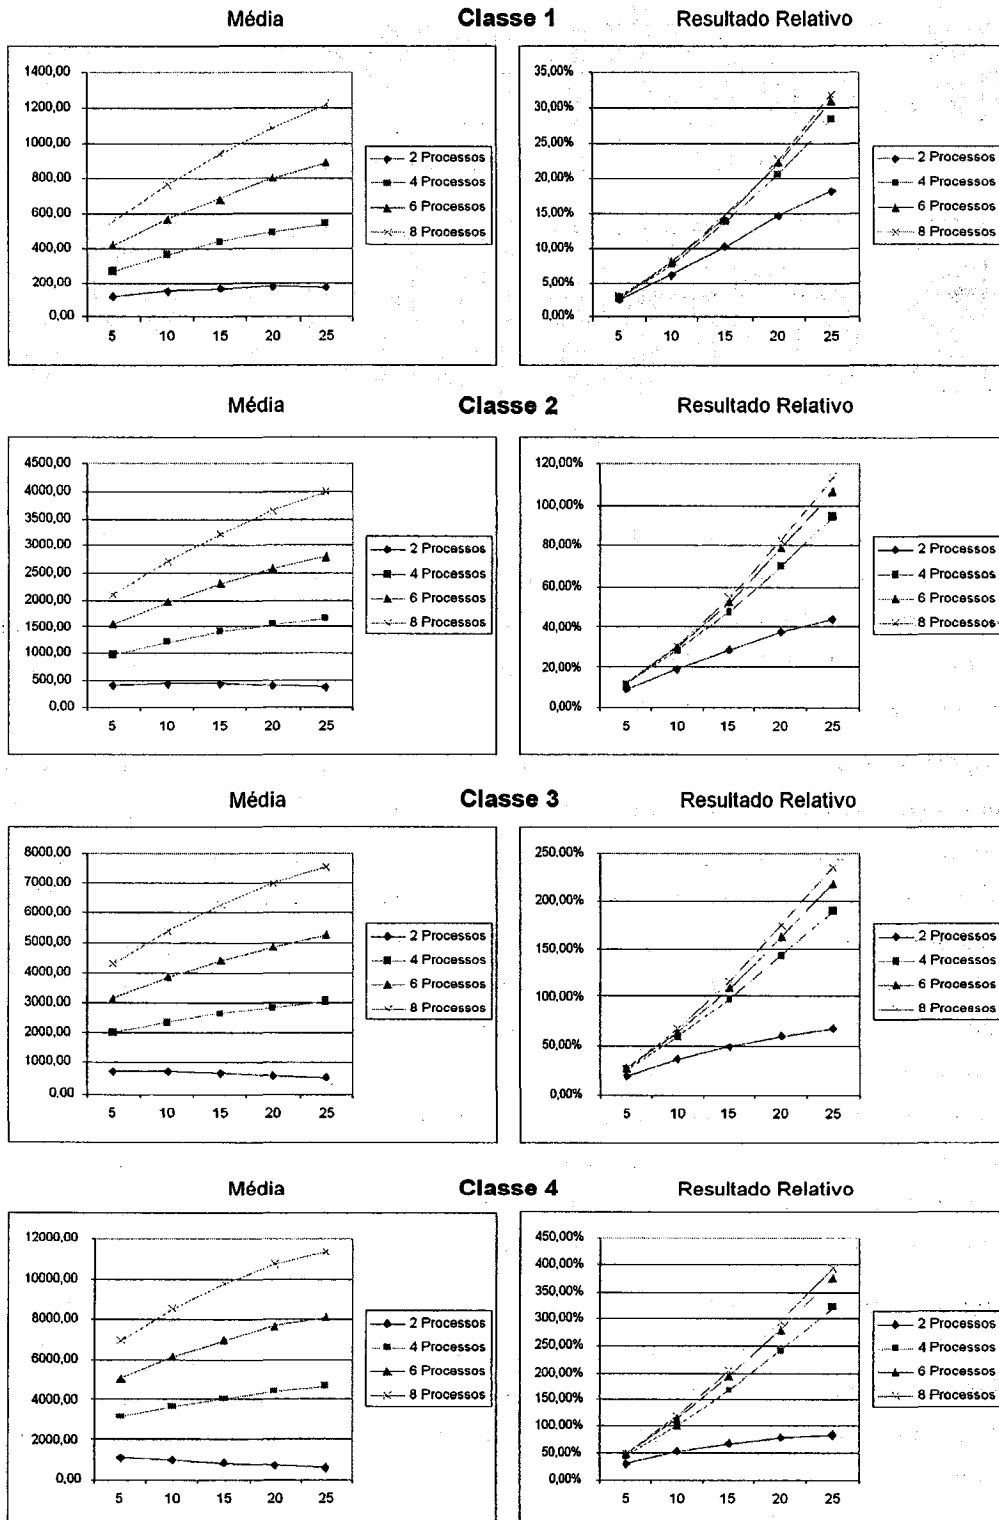 Média Classe 1 Resultado Relativo
1400,00
1200,00
1000,00
800,00
600,00
400,00
200,00
0,00
5 10 15 20 25
2 Processos
4 Processos
6 Processos
8 Processos
35,00%
30,00%
25,00%
20,00%
15,00%
10,00%
5,00%
0,00%
5 10 15 20 25
2 Processos
4 Processos
6 Processos
8 Processos
Média Classe 2 Resultado Relativo
4500,00
4000,00
3500,00
3000,00
2500,00
2000,00
1500,00
1000,00
500,00
0,00
5 10 15 20 25
2 Processos
4 Processos
6 Processos
8 Processos
120,00%
100,00%
80,00%
60,00%
40,00%
20,00%
0,00%
5 10 15 20 25
2 Processos
4 Processos
6 Processos
8 Processos
Média Classe 3 Resultado Relativo
8000,00
7000,00
6000,00
5000,00
4000,00
3000,00
2000,00
1000,00
0,00
5 10 15 20 25
2 Processos
4 Processos
6 Processos
8 Processos
250,00%
200,00%
150,00%
100,00%
50,00%
0,00%
5 10 15 20 25
2 Processos
4 Processos
6 Processos
8 Processos
Média Classe 4 Resultado Relativo
12000,00
10000,00
8000,00
6000,00
4000,00
2000,00
0,00
5 10 15 20 25
2 Processos
4 Processos
6 Processos
8 Processos
450,00%
400,00%
350,00%
300,00%
250,00%
200,00%
150,00%
100,00%
50,00%
0,00%
5 10 15 20 25
2 Processos
4 Processos
6 Processos
8 Processos